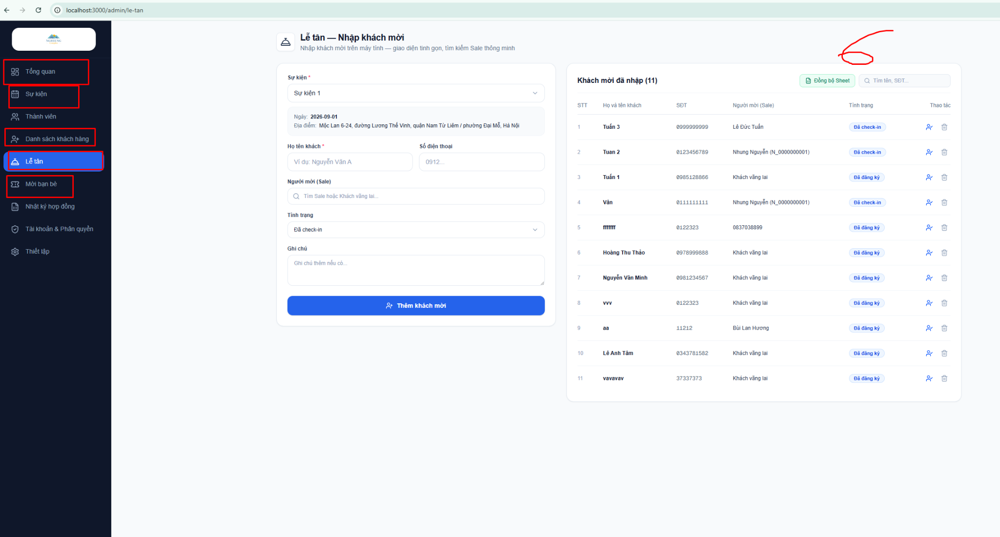 localhost:3000/admin/le-tan
Tổng quan
Sự kiện
Thành viên
Danh sách khách hàng
Lễ tân
Mời bạn bè
Nhật ký hợp đồng
Tài khoản & Phân quyền
Thiết lập
Lễ tân — Nhập khách mời
Nhập khách mời trên máy tính — giao diện tinh gọn, tìm kiếm Sale thông minh
Sự kiện *
Sự kiện 1
Ngày: 2026-09-01
Địa điểm: Mộc Lan 6-24, đường Lương Thế Vinh, quận Nam Từ Liêm / phường Đại Mỗ, Hà Nội
Họ tên khách * Số điện thoại
Ví dụ: Nguyễn Văn A 0912...
Người mời (Sale)
Tìm Sale hoặc Khách vãng lai...
Tình trạng
Đã check-in
Ghi chú
Ghi chú thêm nếu có...
Thêm khách mời
Khách mời đã nhập (11) Đồng bộ Sheet Tìm tên, SĐT...
STT Họ và tên khách SĐT Người mời (Sale) Tình trạng Thao tác
1 Tuấn 3 0999999999 Lê Đức Tuấn Đã check-in
2 Tuan 2 0123456789 Nhung Nguyễn (N_0000000001) Đã check-in
3 Tuấn 1 0985128866 Khách vãng lai Đã đăng ký
4 Vân 0111111111 Nhung Nguyễn (N_0000000001) Đã check-in
5 fffffff 0122323 0837038899 Đã đăng ký
6 Hoàng Thu Thảo 0978999888 Khách vãng lai Đã đăng ký
7 Nguyễn Văn Minh 0981234567 Khách vãng lai Đã đăng ký
8 vvv 0122323 Khách vãng lai Đã đăng ký
9 aa 11212 Bùi Lan Hương Đã đăng ký
10 Lê Anh Tâm 0343781582 Khách vãng lai Đã đăng ký
11 vavavav 37337373 Khách vãng lai Đã đăng ký